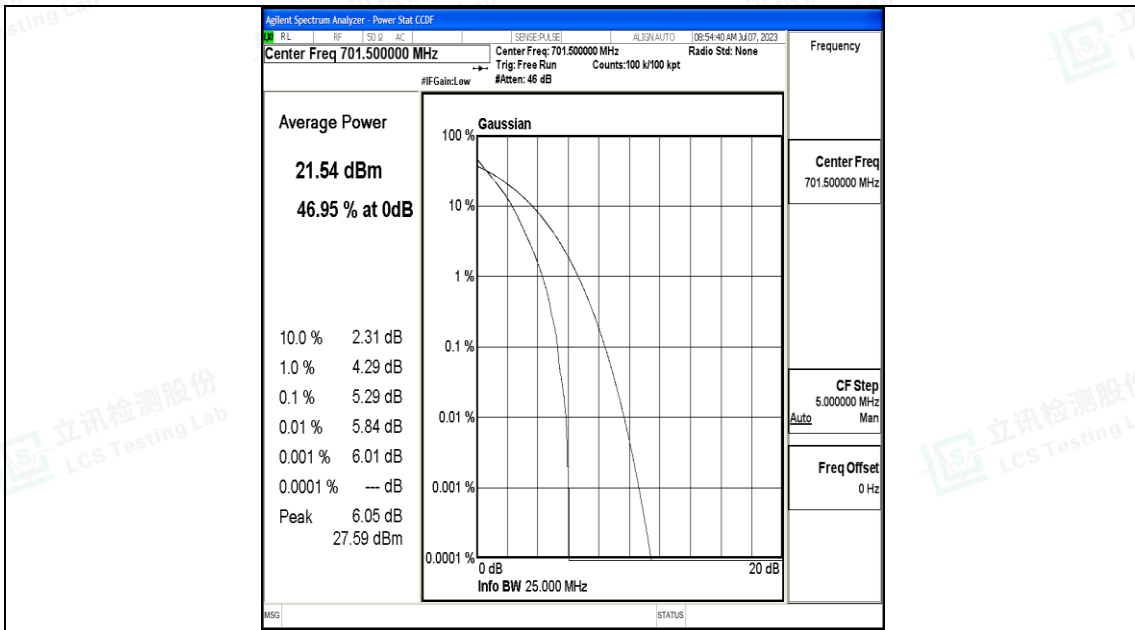 Agilent Spectrum Analyzer - Power Stat CCDF
RL RF 50 Ω AC SENSE:PULSE ALIGN AUTO 08:54:40 AM Jul 07, 2023
Center Freq 701.500000 MHz
Center Freq: 701.500000 MHz
Radio Std: None
Trig: Free Run
Counts:100 k/100 kpt
#IFGain:Low
#Atten: 46 dB
Frequency
Average Power
21.54 dBm
46.95 % at 0dB
10.0 % 2.31 dB
1.0 % 4.29 dB
0.1 % 5.29 dB
0.01 % 5.84 dB
0.001 % 6.01 dB
0.0001 % --- dB
Peak 6.05 dB
27.59 dBm
Gaussian
100 %
10 %
1 %
0.1 %
0.01 %
0.001 %
0.0001 %
0 dB
20 dB
Info BW 25.000 MHz
Center Freq
701.500000 MHz
CF Step
5.000000 MHz
Auto Man
Freq Offset
0 Hz
MSG
STATUS
立讯检测股份
LCS Testing Lab
立讯检测股份
LCS Testing L